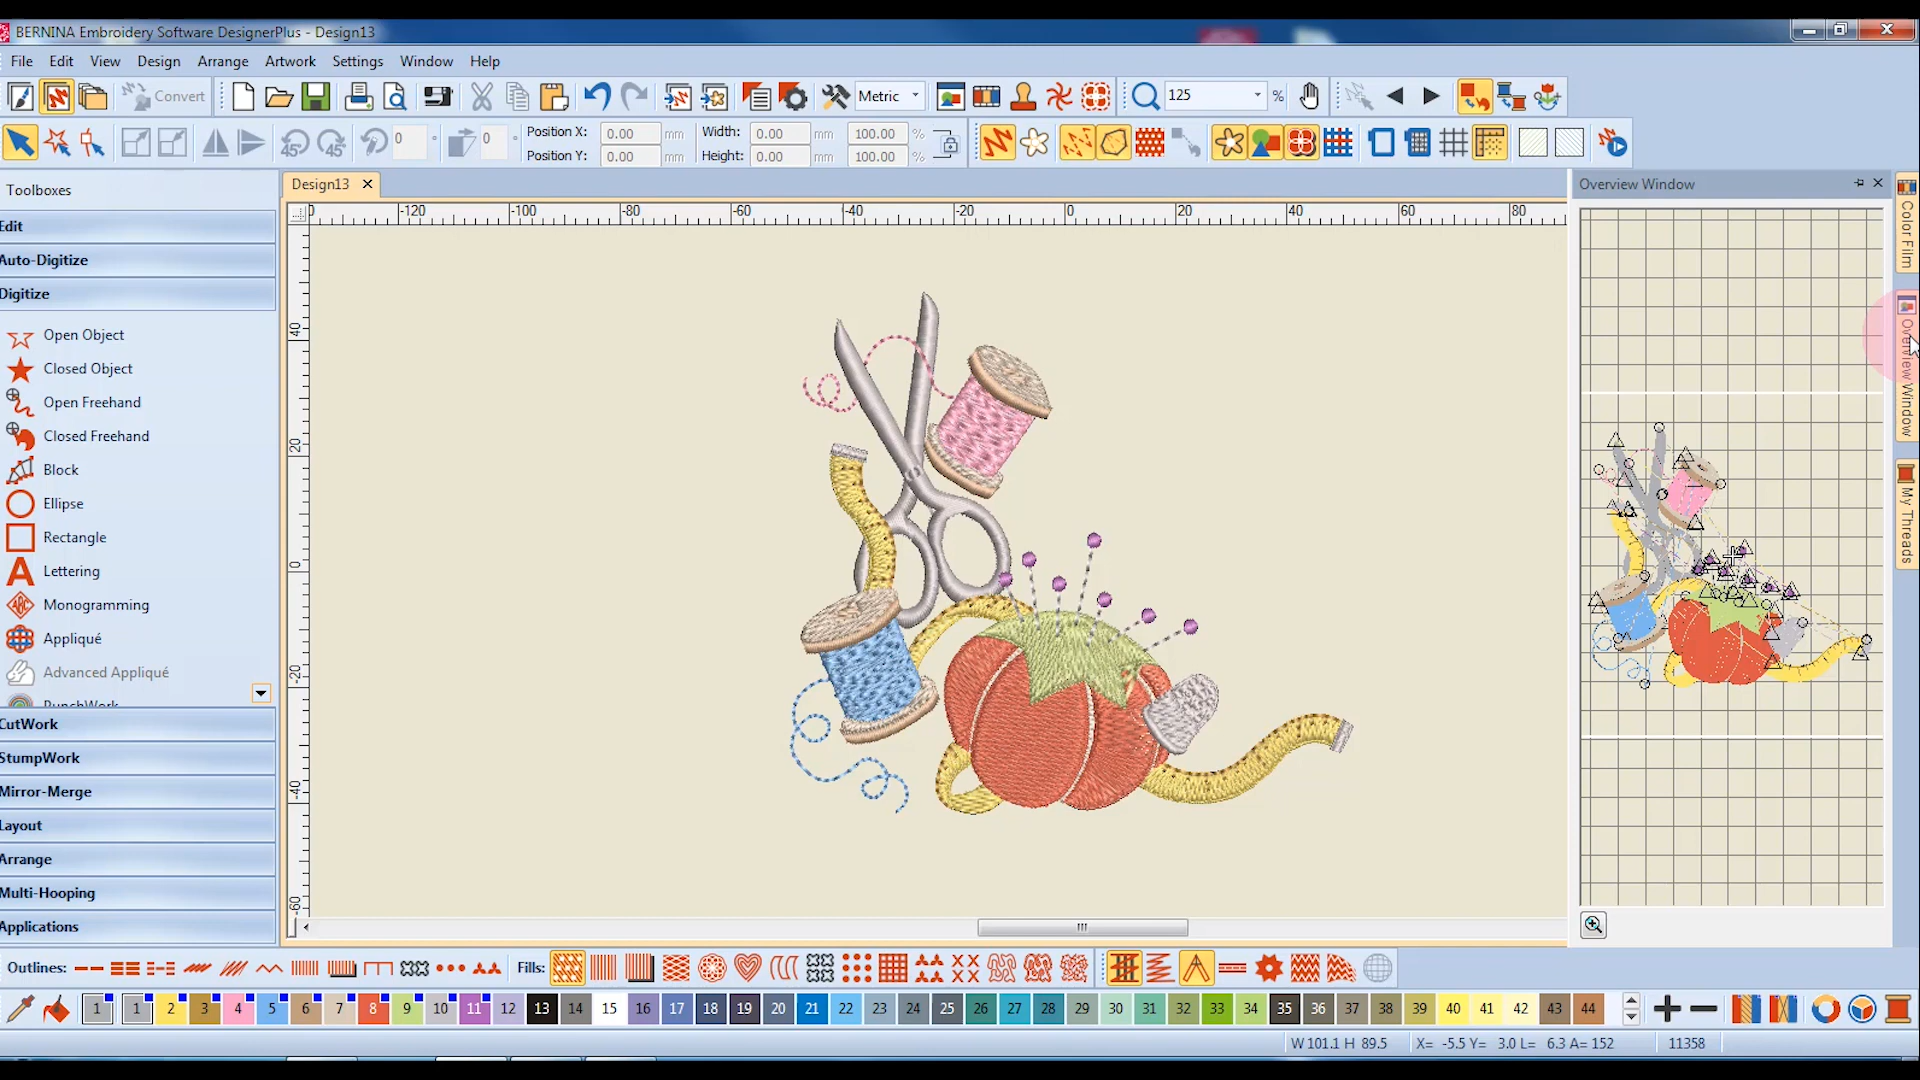 BERNINA Embroidery Software DesignerPlus - Design13
File Edit View Design Arrange Artwork Settings Window Help
Convert
Metric
125 %
Position X: 0.00 mm Width: 0.00 mm 100.00 %
Position Y: 0.00 mm Height: 0.00 mm 100.00 %
0 ° 0 °
Toolboxes
Edit
Auto-Digitize
Digitize
Open Object
Closed Object
Open Freehand
Closed Freehand
Block
Ellipse
Rectangle
Lettering
Monogramming
Appliqué
Advanced Appliqué
PunchWork
CutWork
StumpWork
Mirror-Merge
Layout
Arrange
Multi-Hooping
Applications
Design13
-120 -100 -80 -60 -40 -20 0 20 40 60 80
40
20
0
-20
-40
-60
Overview Window
Color Film
Overview Window
My Threads
Outlines: Fills:
1 1 2 3 4 5 6 7 8 9 10 11 12 13 14 15 16 17 18 19 20 21 22 23 24 25 26 27 28 29 30 31 32 33 34 35 36 37 38 39 40 41 42 43 44
W 101.1 H 89.5 X= -5.5 Y= 3.0 L= 6.3 A= 152 11358